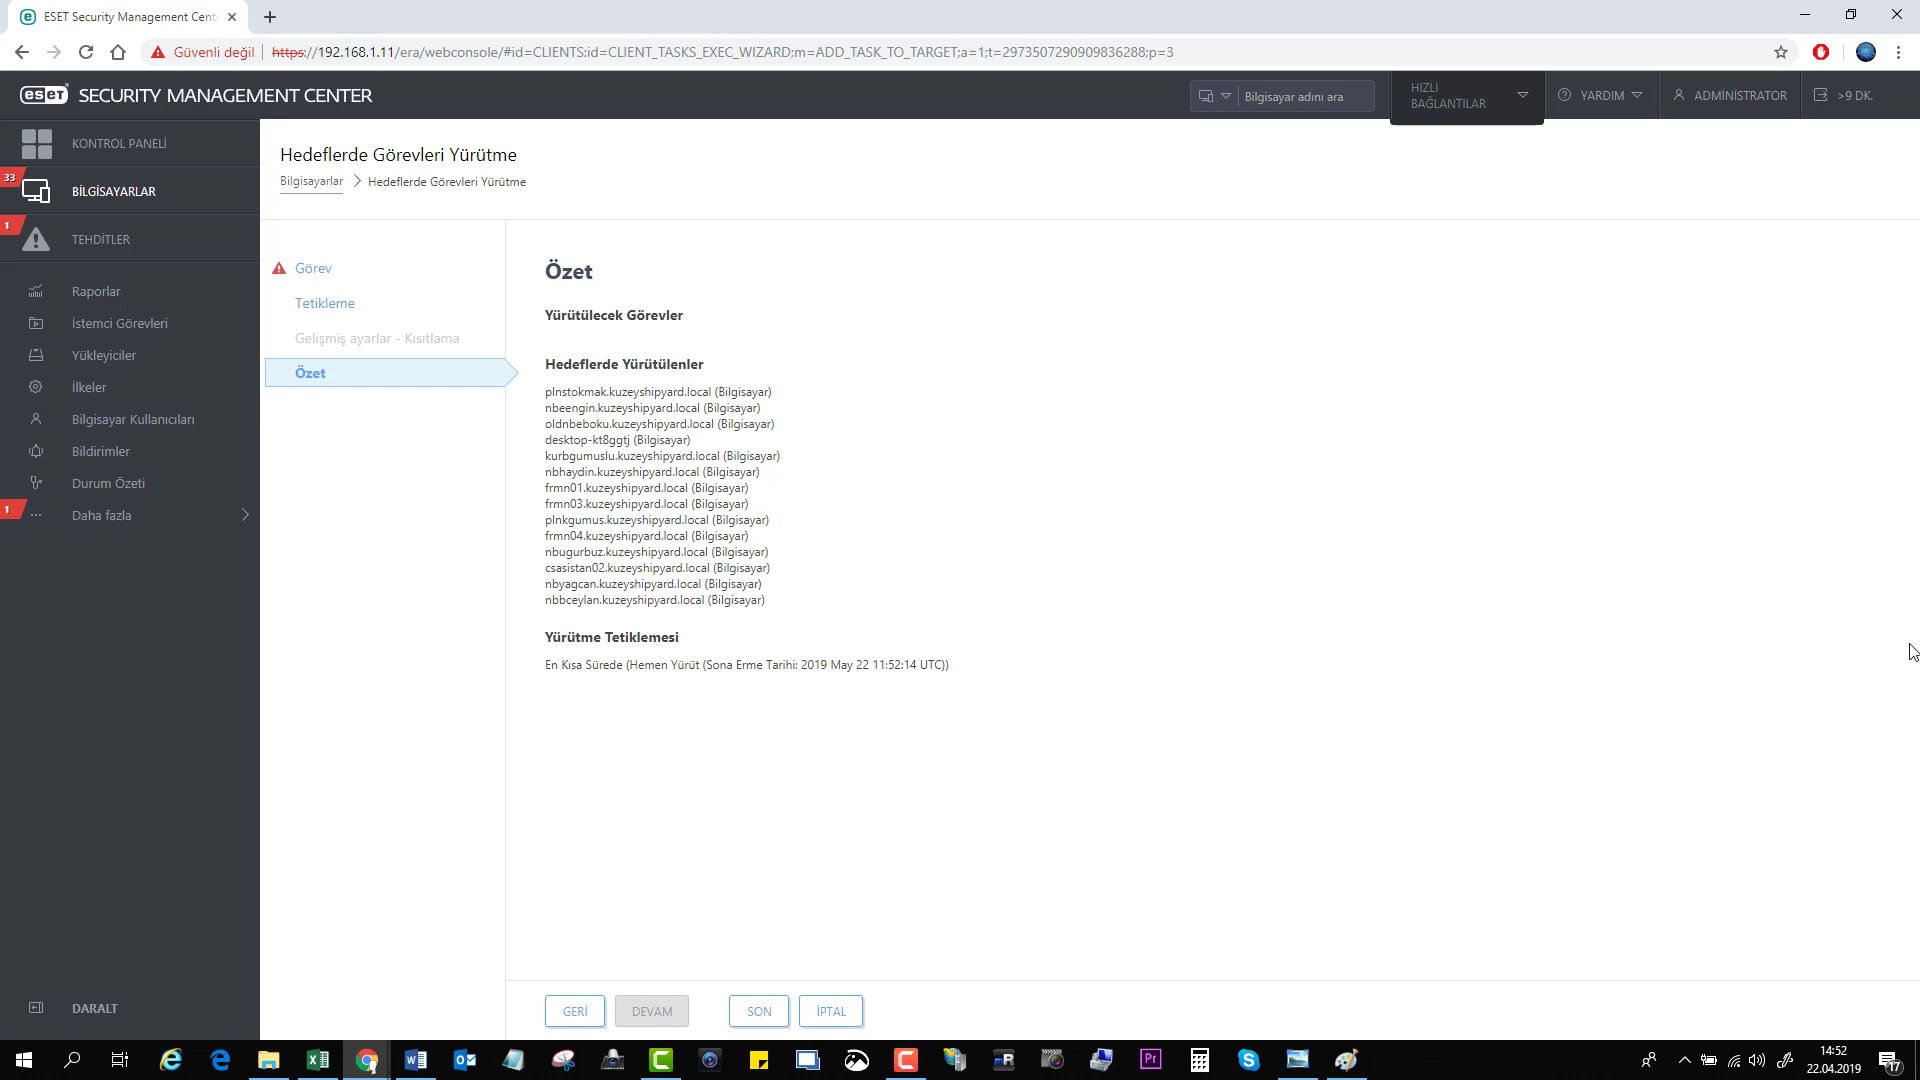 ESET Security Management Cent
Güvenli değil
https://192.168.1.11/era/webconsole/#id=CLIENTS:id=CLIENT_TASKS_EXEC_WIZARD;m=ADD_TASK_TO_TARGET;a=1;t=2973507290909836288;p=3
eseT SECURITY MANAGEMENT CENTER
Bilgisayar adını ara
HIZLI
BAĞLANTILAR
YARDIM
ADMİNİSTRATOR
>9 DK.
KONTROL PANELİ
33
BİLGİSAYARLAR
1
TEHDİTLER
Raporlar
İstemci Görevleri
Yükleyiciler
İlkeler
Bilgisayar Kullanıcıları
Bildirimler
Durum Özeti
1
Daha fazla
DARALT
Hedeflerde Görevleri Yürütme
Bilgisayarlar > Hedeflerde Görevleri Yürütme
Görev
Tetikleme
Gelişmiş ayarlar - Kısıtlama
Özet
Özet
Yürütülecek Görevler
Hedeflerde Yürütülenler
plnstokmak.kuzeyshipyard.local (Bilgisayar)
nbeengin.kuzeyshipyard.local (Bilgisayar)
oldnbeboku.kuzeyshipyard.local (Bilgisayar)
desktop-kt8ggtj (Bilgisayar)
kurbgumuslu.kuzeyshipyard.local (Bilgisayar)
nbhaydin.kuzeyshipyard.local (Bilgisayar)
frmn01.kuzeyshipyard.local (Bilgisayar)
frmn03.kuzeyshipyard.local (Bilgisayar)
plnkgumus.kuzeyshipyard.local (Bilgisayar)
frmn04.kuzeyshipyard.local (Bilgisayar)
nbugurbuz.kuzeyshipyard.local (Bilgisayar)
csasistan02.kuzeyshipyard.local (Bilgisayar)
nbyagcan.kuzeyshipyard.local (Bilgisayar)
nbbceylan.kuzeyshipyard.local (Bilgisayar)
Yürütme Tetiklemesi
En Kısa Sürede (Hemen Yürüt (Sona Erme Tarihi: 2019 May 22 11:52:14 UTC))
GERİ
DEVAM
SON
İPTAL
14:52
22.04.2019
17